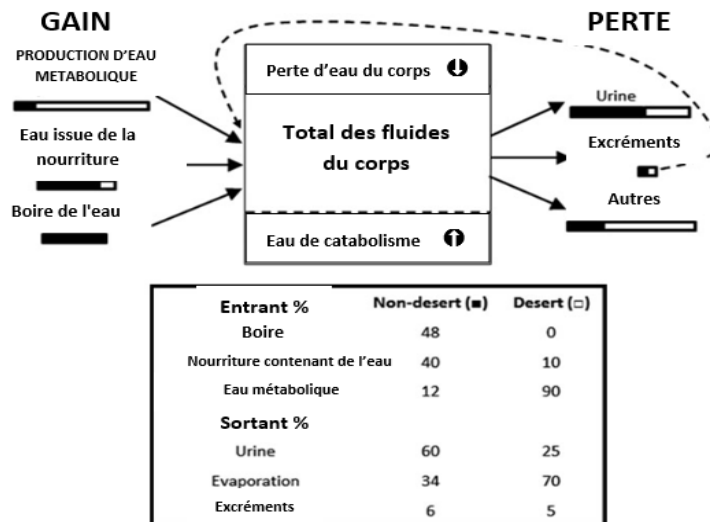 GAIN
PERTE
PRODUCTION D'EAU
METABOLIQUE
Eau issue de la
nourriture
Boire de l'eau
Perte d'eau du corps
Total des fluides
du corps
Eau de catabolisme
Urine
Excréments
Autres
Entrant % Non-desert (■) Desert (□)
Boire 48 0
Nourriture contenant de l'eau 40 10
Eau métabolique 12 90
Sortant %
Urine 60 25
Evaporation 34 70
Excréments 6 5